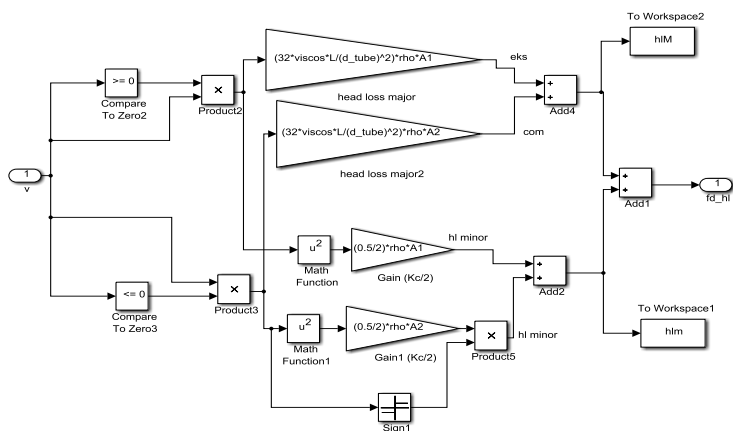 To Workspace2
hlM
(32*viscos*L/(d_tube)^2)*rho*A1
eks
head loss major
+
+
Add4
>= 0
Compare
To Zero2
×
Product2
(32*viscos*L/(d_tube)^2)*rho*A2
com
head loss major2
1
v
+
+
Add1
1
fd_hl
u²
Math
Function
(0.5/2)*rho*A1
hl minor
Gain (Kc/2)
+
+
Add2
<= 0
Compare
To Zero3
×
Product3
To Workspace1
hlm
u²
Math
Function1
(0.5/2)*rho*A2
Gain1 (Kc/2)
×
Product5
hl minor
Sign1